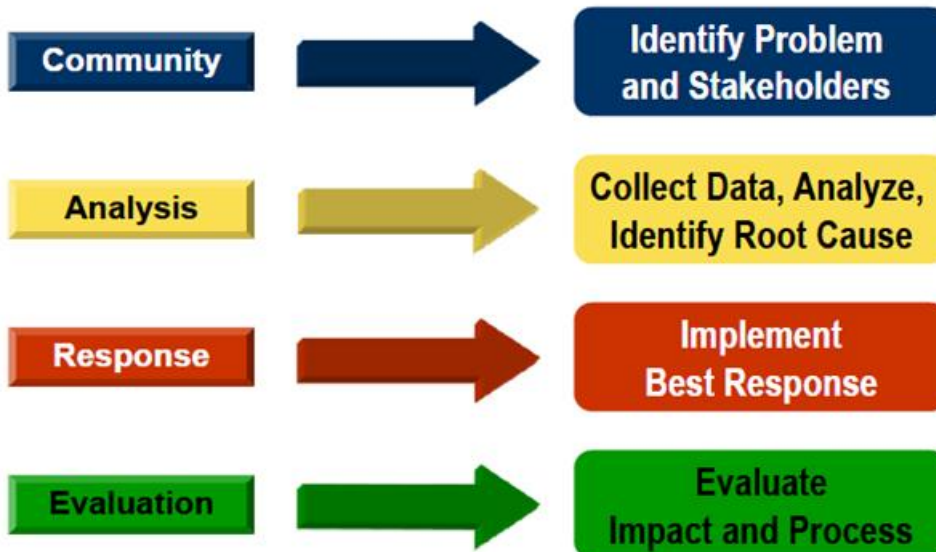 Community
Identify Problem
and Stakeholders
Analysis
Collect Data, Analyze,
Identify Root Cause
Response
Implement
Best Response
Evaluation
Evaluate
Impact and Process